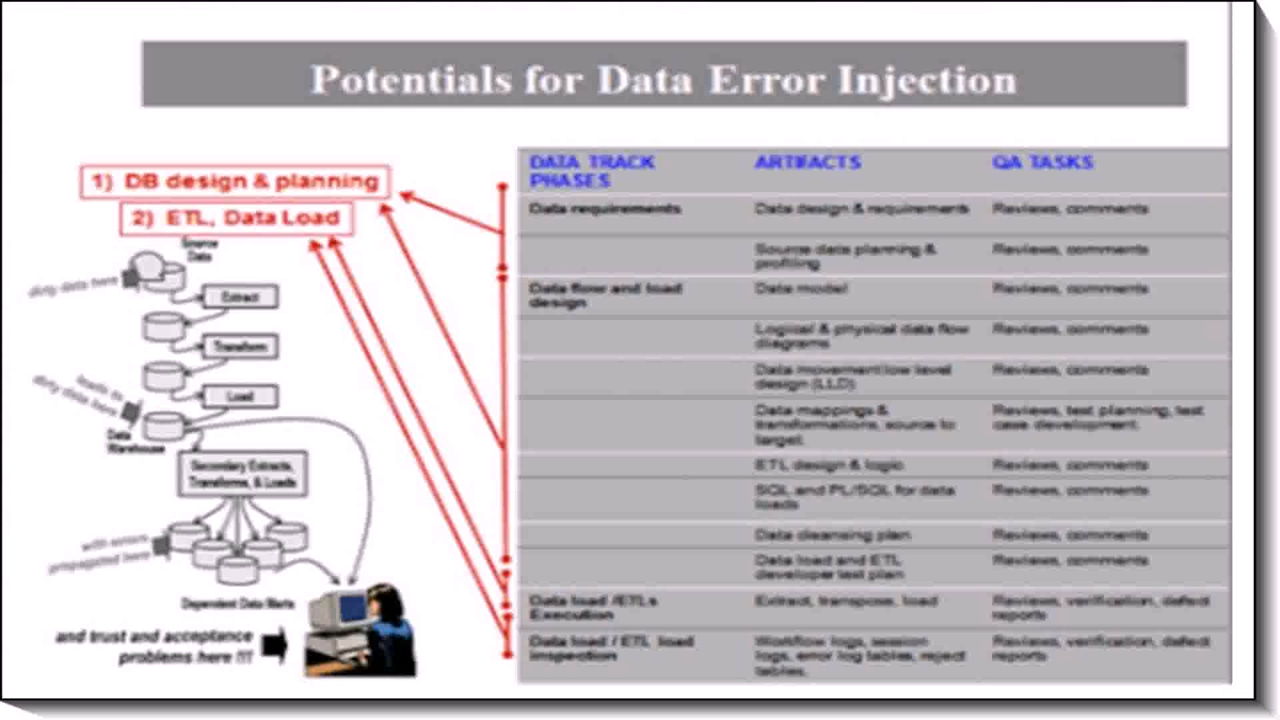 Potentials for Data Error Injection
1) DB design & planning
2) ETL, Data Load
Source
Data
dirty data here
Extract
Transform
Load
leads to
dirty data here
Data
Warehouse
Secondary Extracts,
Transforms, & Loads
with errors
propagated here
Dependent Data Marts
and trust and acceptance
problems here !!!
DATA TRACK
PHASES
ARTIFACTS
QA TASKS
Data requirements
Data design & requirements
Reviews, comments
Source data planning &
profiling
Reviews, comments
Data flow and load
design
Data model
Reviews, comments
Logical & physical data flow
diagrams
Reviews, comments
Data movement low level
design (LLD)
Reviews, comments
Data mappings &
transformations, source to
target
Reviews, test planning, test
case development
ETL design & logic
Reviews, comments
SQL and PL/SQL for data
loads
Reviews, comments
Data cleansing plan
Reviews, comments
Data load and ETL
developer test plan
Reviews, comments
Data load /ETLs
Execution
Extract, transpose, load
Reviews, verification, defect
reports
Data load / ETL load
inspection
Workflow logs, session
logs, error log tables, reject
tables,
Reviews, verification, defect
reports